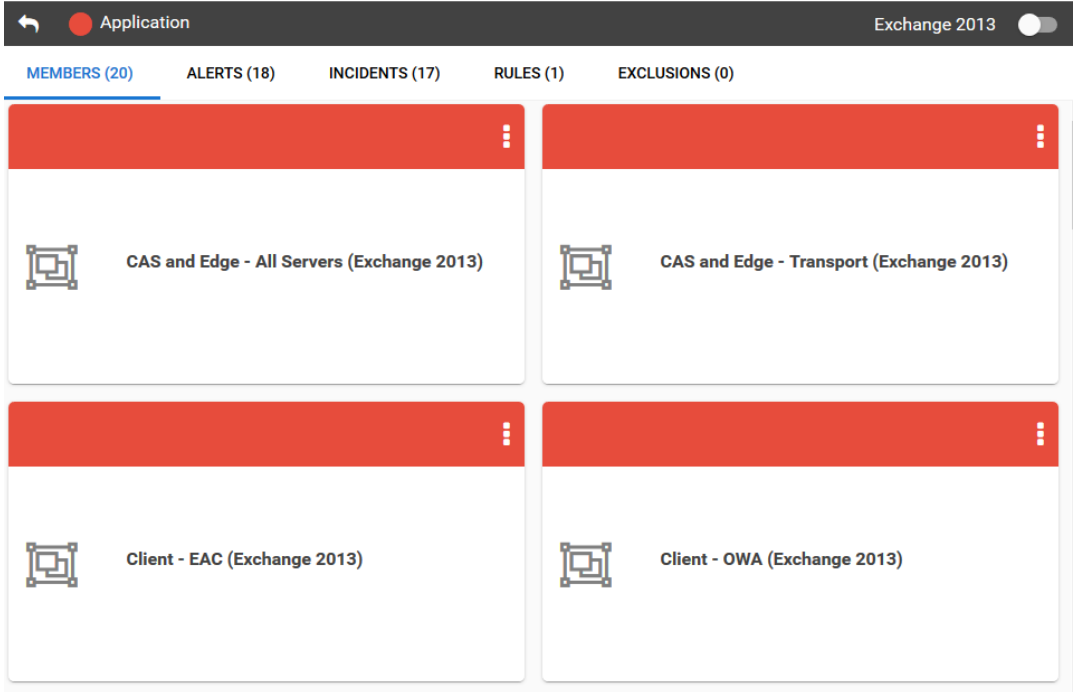 Application Exchange 2013
MEMBERS (20) ALERTS (18) INCIDENTS (17) RULES (1) EXCLUSIONS (0)
CAS and Edge - All Servers (Exchange 2013) CAS and Edge - Transport (Exchange 2013)
Client - EAC (Exchange 2013) Client - OWA (Exchange 2013)